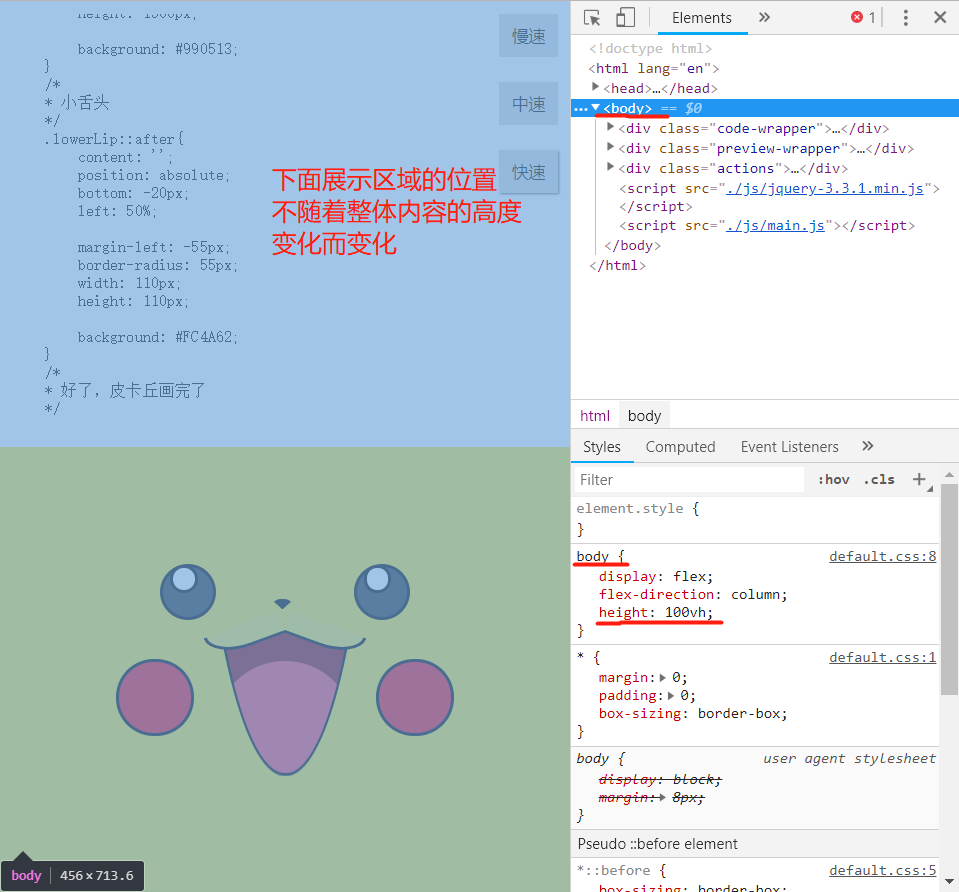 height: 1500px;
background: #990513;
}
/*
* 小舌头
*/
.lowerLip::after{
content: '';
position: absolute;
bottom: -20px;
left: 50%;
margin-left: -55px;
border-radius: 55px;
width: 110px;
height: 110px;
background: #FC4A62;
}
/*
* 好了，皮卡丘画完了
*/
慢速
中速
快速
下面展示区域的位置
不随着整体内容的高度
变化而变化
body 456×713.6
Elements » 1
<!doctype html>
<html lang="en">
<head>…</head>
… <body> == $0
<div class="code-wrapper">…</div>
<div class="preview-wrapper">…</div>
<div class="actions">…</div>
<script src="./js/jquery-3.3.1.min.js">
</script>
<script src="./js/main.js"></script>
</body>
</html>
html body
Styles Computed Event Listeners »
Filter :hov .cls +
element.style {
}
body { default.css:8
display: flex;
flex-direction: column;
height: 100vh;
}
* { default.css:1
margin: 0;
padding: 0;
box-sizing: border-box;
}
body { user agent stylesheet
display: block;
margin: 8px;
}
Pseudo ::before element
*::before { default.css:5
box-sizing: border-box;